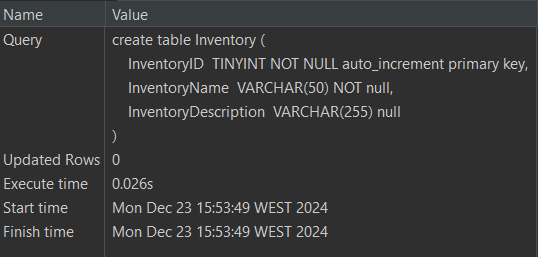 Name Value
Query create table Inventory (
InventoryID  TINYINT NOT NULL auto_increment primary key,
InventoryName  VARCHAR(50) NOT null,
InventoryDescription  VARCHAR(255) null
)
Updated Rows 0
Execute time 0.026s
Start time Mon Dec 23 15:53:49 WEST 2024
Finish time Mon Dec 23 15:53:49 WEST 2024